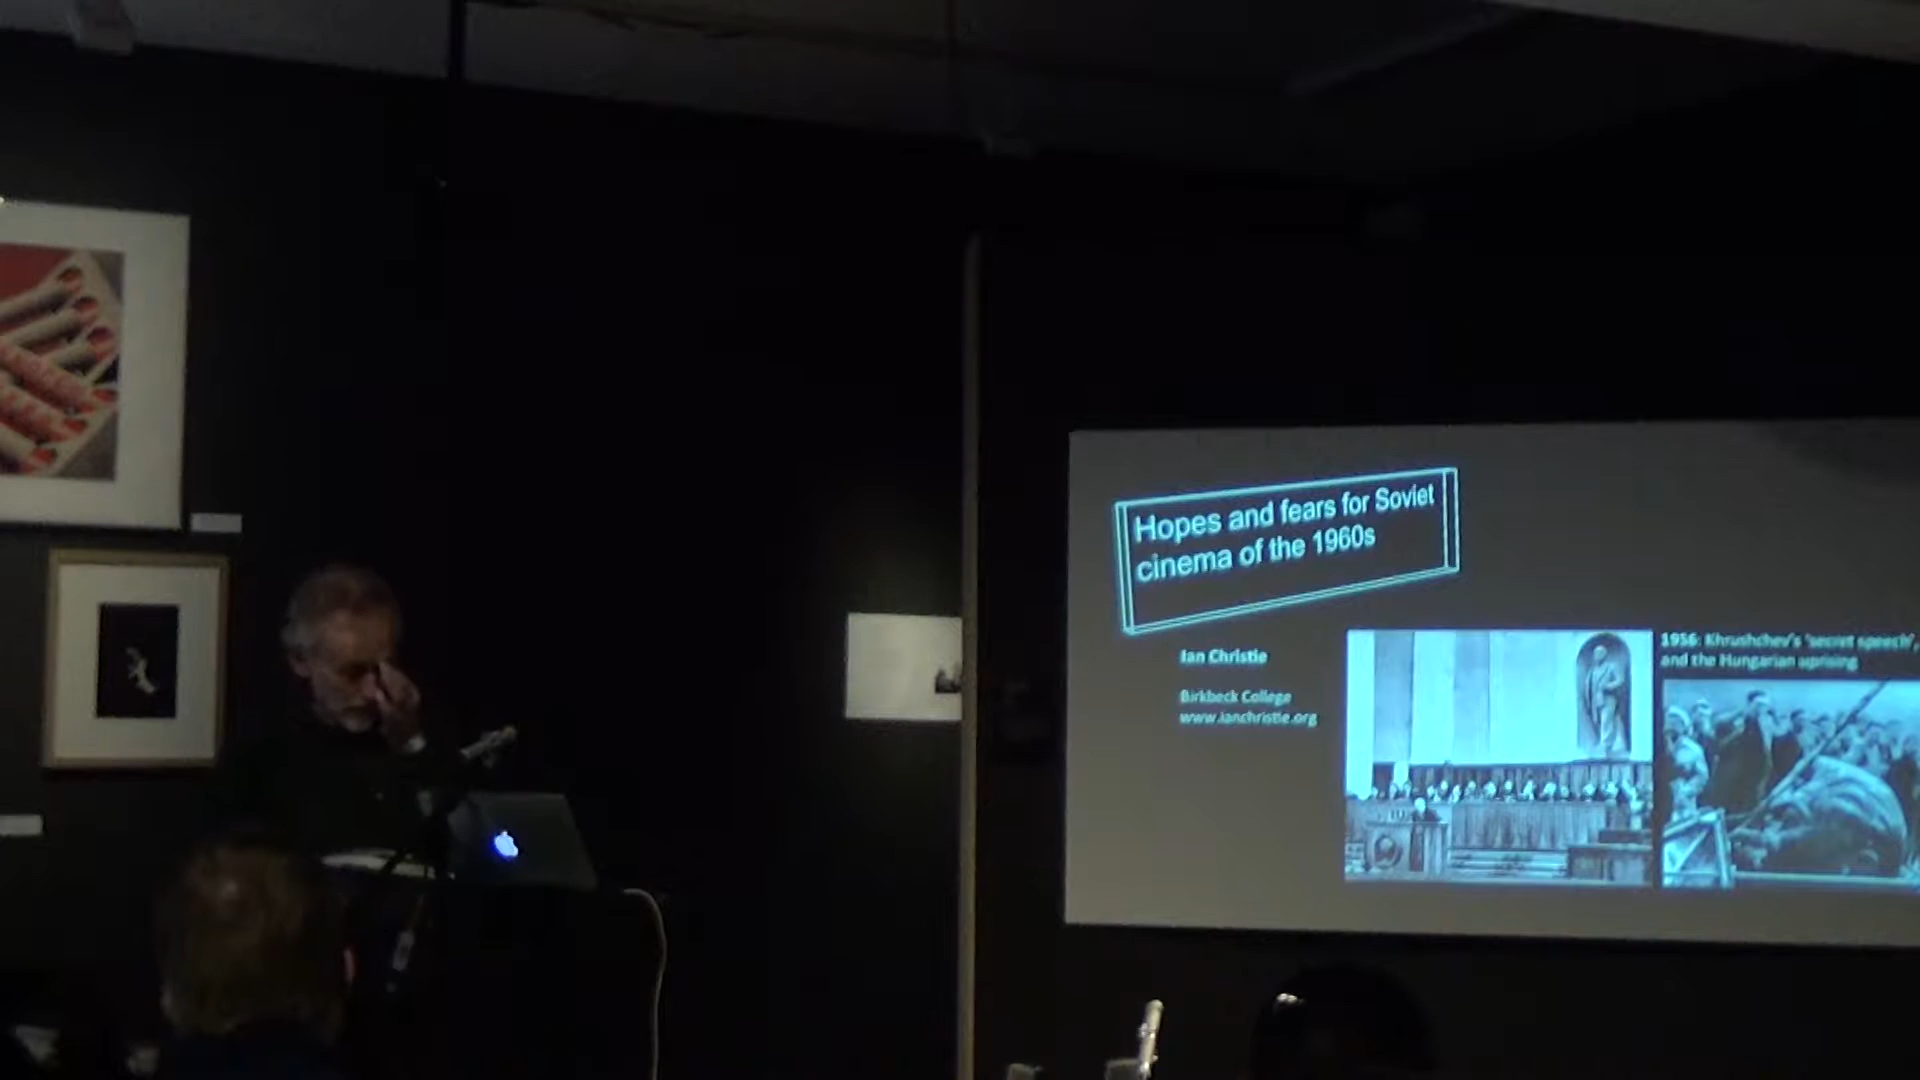 Hopes and fears for Soviet
cinema of the 1960s
Ian Christie
Birkbeck College
www.ianchristie.org
1956: Khrushchev's 'secret speech',
and the Hungarian uprising